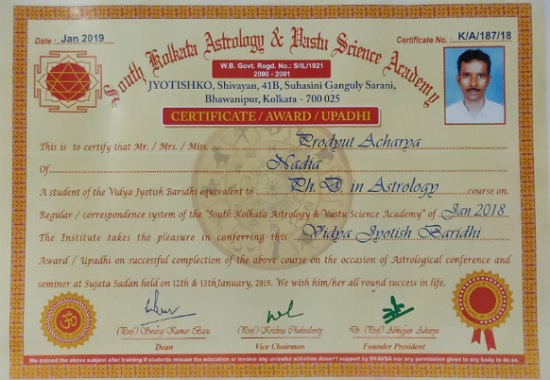 Date : Jan 2019
Certificate No. : K/A/187/18
South Kolkata Astrology & Vastu Science Academy
W.B. Govt. Regd. No.: S/IL/1921
2000 - 2001
JYOTISHKO, Shivayan, 41B, Suhasini Ganguly Sarani,
Bhawanipur, Kolkata - 700 025
CERTIFICATE / AWARD / UPADHI
This is to certify that Mr. / Mrs. / Miss. Prodyut Acharya
Of Nadia
A student of the Vidya Jyotish Baridhi equivalent to Ph.D in Astrology course on,
Regular / correspondence system of the "South Kolkata Astrology & Vastu Science Academy" of Jan 2018
The Institute takes the pleasure in conferring this Vidya Jyotish Baridhi
Award / Upadhi on successful complection of the above course on the occasion of Astrological conference and
seminar at Sujata Sadan held on 12th & 13th January, 2019. We wish him/her all round success in life.
(Prof) Swaraj Kumar Basu
(Prof) Krishna Chakraborty
Dr. (Prof) Abhagan Acharya
Dean
Vice Chairman
Founder President
We trained the above subject after training if students misuse the education or involve any unlawful activities doesn't support by SKAVSA nor any permission given to any body to do so.